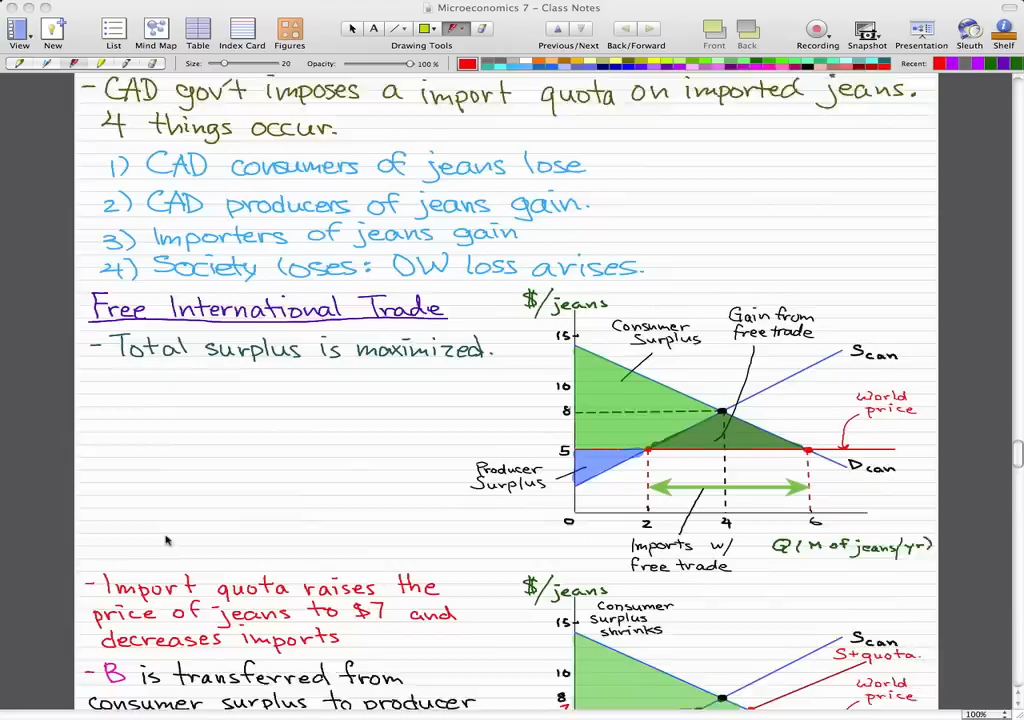 Microeconomics 7 - Class Notes
View New List Mind Map Table Index Card Figures Drawing Tools Previous/Next Back/Forward Front Back Recording Snapshot Presentation Sleuth Shelf
Size: 20 Opacity: 100 % Recent:
- CAD gov't imposes a import quota on imported jeans.
4 things occur.
1) CAD consumers of jeans lose
2) CAD producers of jeans gain.
3) Importers of jeans gain
4) Society loses: DW loss arises.
Free International Trade
- Total surplus is maximized.
$/jeans
15
10
8
5
0
2
4
6
Consumer
Surplus
Gain from
free trade
Scan
World
price
Dcan
Producer
Surplus
Imports w/
free trade
Q (M of jeans/yr)
- Import quota raises the
price of jeans to $7 and
decreases imports
- B is transferred from
consumer surplus to producer
$/jeans
Consumer
surplus
shrinks
15
10
8
7
Scan
S+quota.
World
price
100%